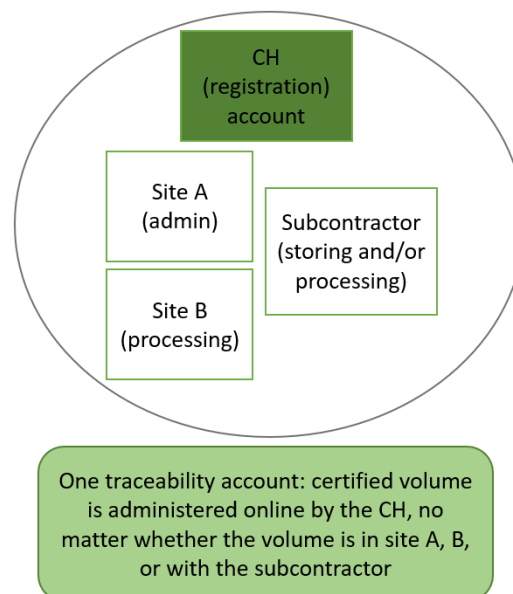 CH
(registration)
account
Site A
(admin)
Subcontractor
(storing and/or
processing)
Site B
(processing)
One traceability account: certified volume
is administered online by the CH, no
matter whether the volume is in site A, B,
or with the subcontractor